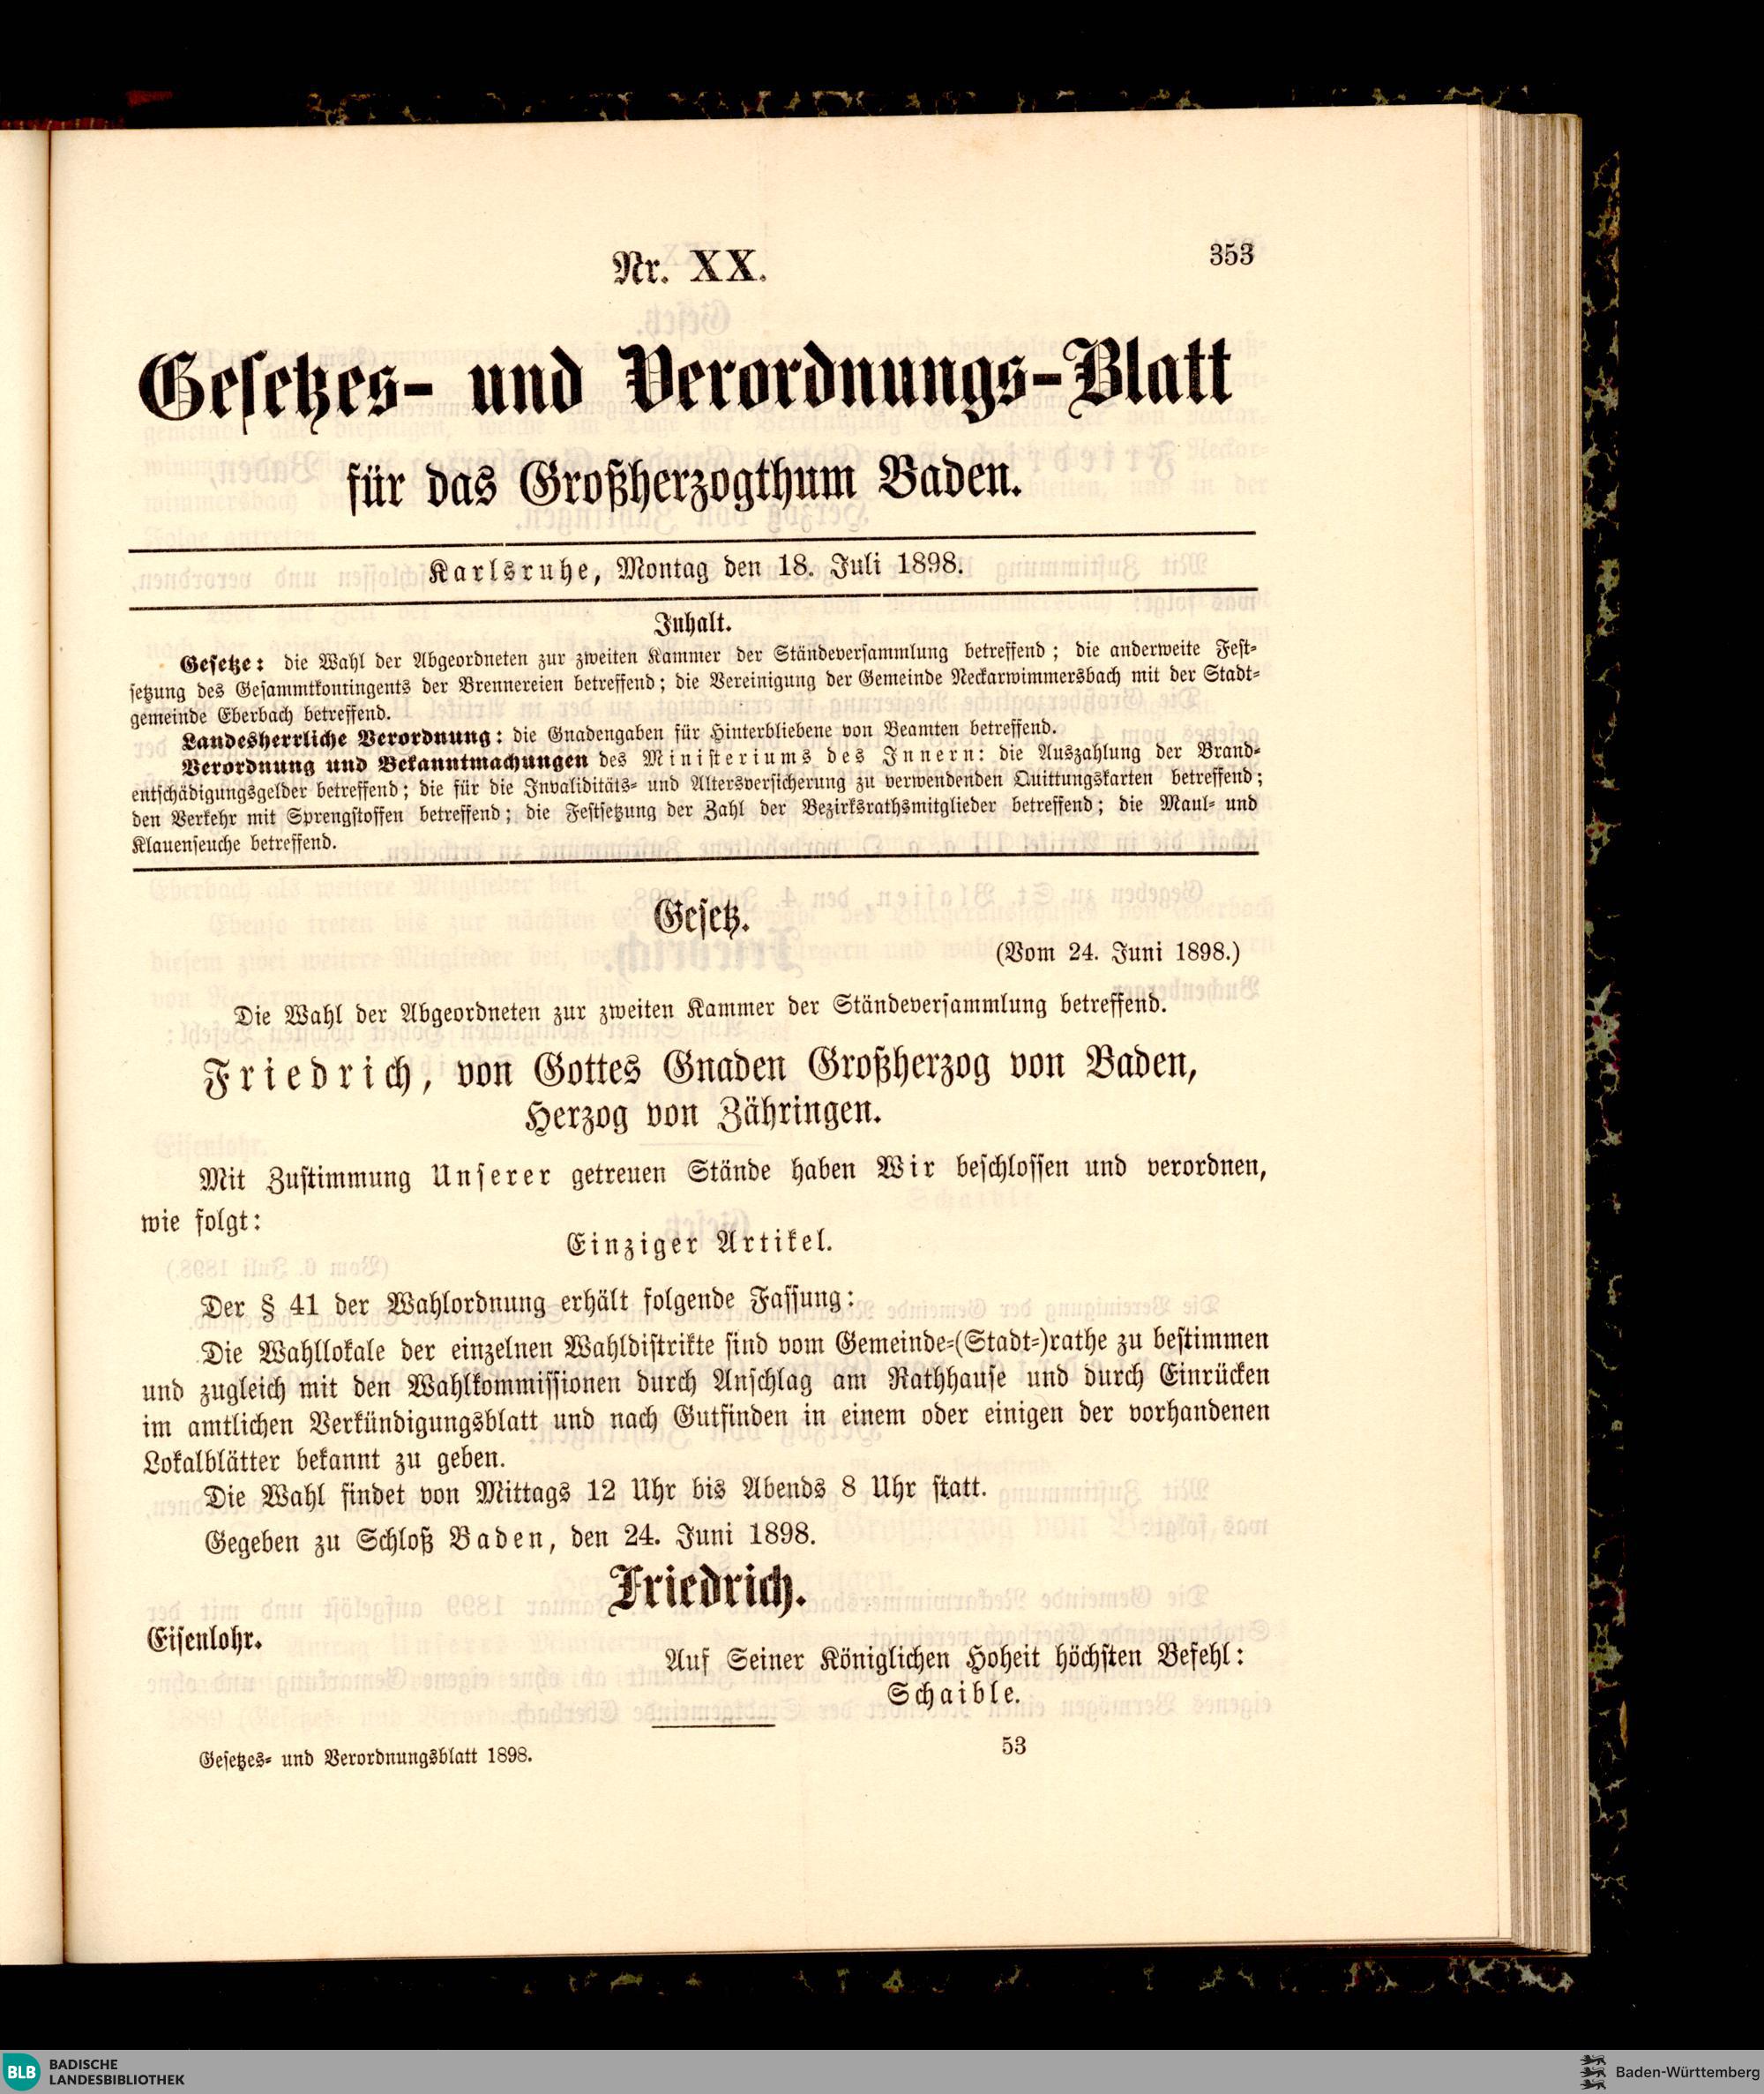 Nr. XX.
353
Gesetzes- und Verordnungs-Blatt
für das Großherzogthum Baden.
Karlsruhe, Montag den 18. Juli 1898.
Inhalt.
Gesetze: die Wahl der Abgeordneten zur zweiten Kammer der Ständeversammlung betreffend; die anderweite Fest-
setzung des Gesammtkontingents der Brennereien betreffend; die Vereinigung der Gemeinde Neckarwimmersbach mit der Stadt-
gemeinde Eberbach betreffend.
Landesherrliche Verordnung: die Gnadengaben für Hinterbliebene von Beamten betreffend.
Verordnung und Bekanntmachungen des Ministeriums des Innern: die Auszahlung der Brand-
entschädigungsgelder betreffend; die für die Invaliditäts- und Altersversicherung zu verwendenden Quittungskarten betreffend;
den Verkehr mit Sprengstoffen betreffend; die Festsetzung der Zahl der Bezirksrathsmitglieder betreffend; die Maul- und
Klauenseuche betreffend.
Gesetz.
(Vom 24. Juni 1898.)
Die Wahl der Abgeordneten zur zweiten Kammer der Ständeversammlung betreffend.
Friedrich, von Gottes Gnaden Großherzog von Baden,
Herzog von Zähringen.
Mit Zustimmung Unserer getreuen Stände haben Wir beschlossen und verordnen,
wie folgt:
Einziger Artikel.
Der § 41 der Wahlordnung erhält folgende Fassung:
Die Wahllokale der einzelnen Wahldistrikte sind vom Gemeinde-(Stadt-)rathe zu bestimmen
und zugleich mit den Wahlkommissionen durch Anschlag am Rathhause und durch Einrücken
im amtlichen Verkündigungsblatt und nach Gutfinden in einem oder einigen der vorhandenen
Lokalblätter bekannt zu geben.
Die Wahl findet von Mittags 12 Uhr bis Abends 8 Uhr statt.
Gegeben zu Schloß Baden, den 24. Juni 1898.
Friedrich.
Eisenlohr.
Auf Seiner Königlichen Hoheit höchsten Befehl:
Schaible.
Gesetzes- und Verordnungsblatt 1898.
53
BLB
BADISCHE
LANDESBIBLIOTHEK
Baden-Württemberg